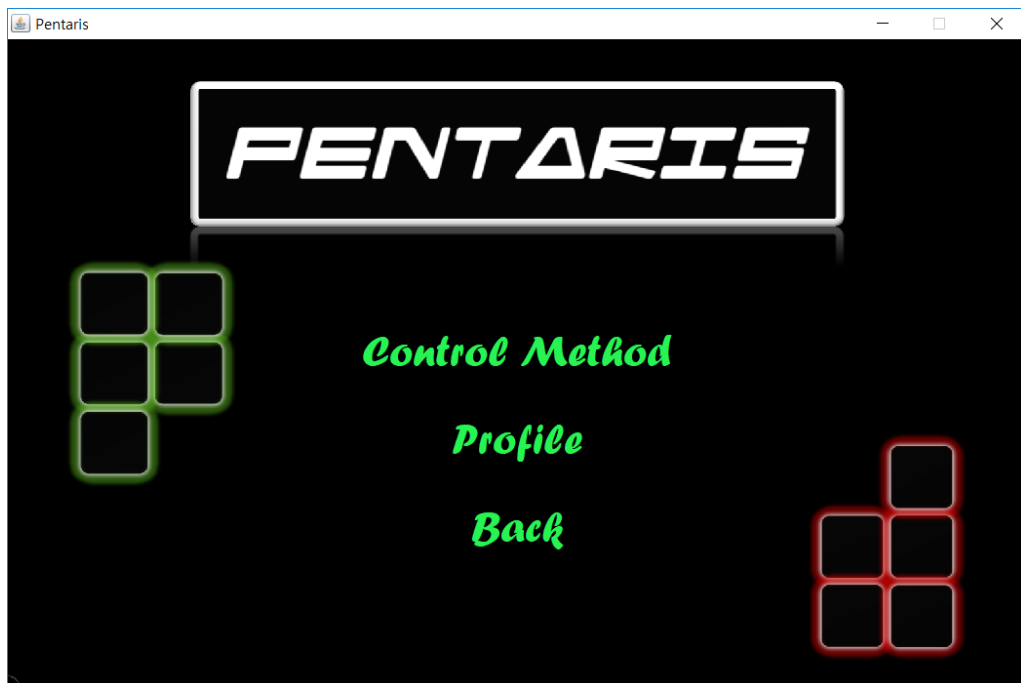 Pentaris
PENTARIS
Control Method
Profile
Back